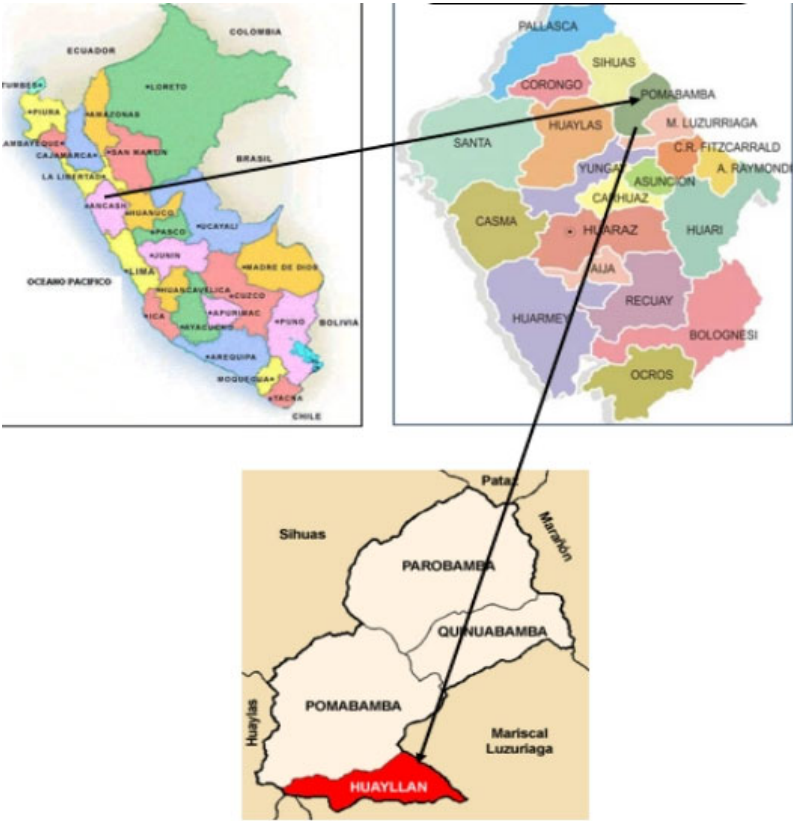 ECUADOR
COLOMBIA
TUMBES
LORETO
PIURA
AMAZONAS
AMBAYEQUE
CAJAMARCA
SAN MARTIN
BRASIL
LA LIBERTAD
ANCASH
HUANUCO
PASCO
UCAYALI
JUNIN
LIMA
MADRE DE DIOS
OCEANO PACIFICO
HUANCAVELICA
CUZCO
ICA
APURIMAC
AYACUCHO
PUNO
BOLIVIA
AREQUIPA
MOQUEGUA
TACNA
CHILE
PALLASCA
SIHUAS
CORONGO
POMABAMBA
HUAYLAS
M. LUZURRIAGA
SANTA
C.R. FITZCARRALD
YUNGAY
A. RAYMONDI
ASUNCION
CARHUAZ
CASMA
HUARAZ
HUARI
AIJA
RECUAY
HUARMEY
BOLOGNESI
OCROS
Pataz
Sihuas
Marañón
PAROBAMBA
QUINUABAMBA
POMABAMBA
Huaylas
Mariscal
Luzuriaga
HUAYLLAN